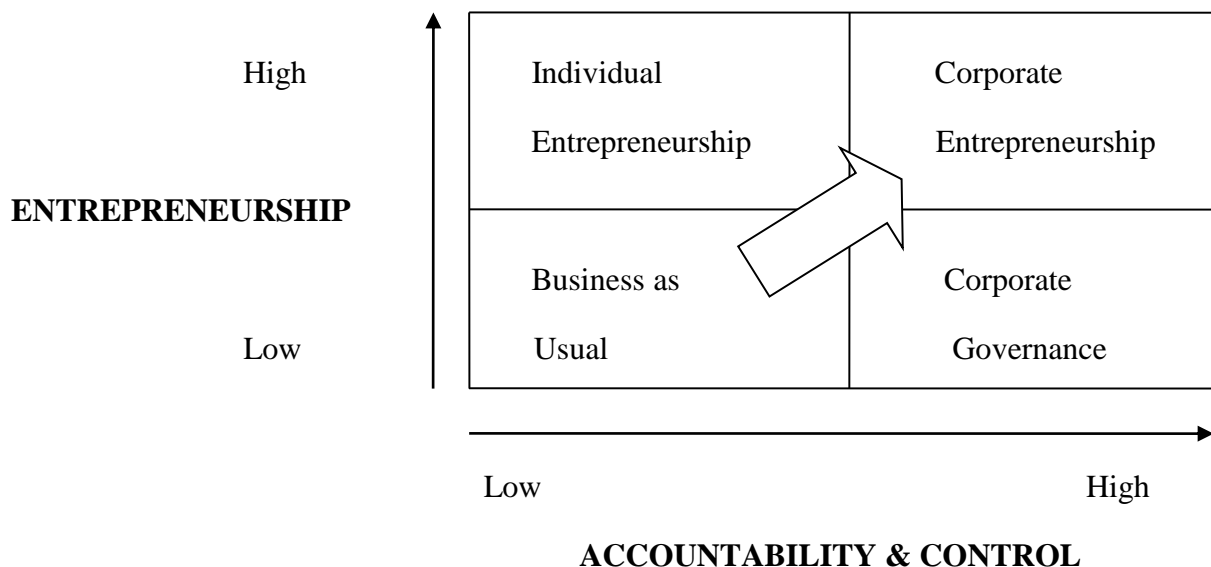 High
Individual
Entrepreneurship
Corporate
Entrepreneurship
ENTREPRENEURSHIP
Low
Business as
Usual
Corporate
Governance
Low
High
ACCOUNTABILITY & CONTROL